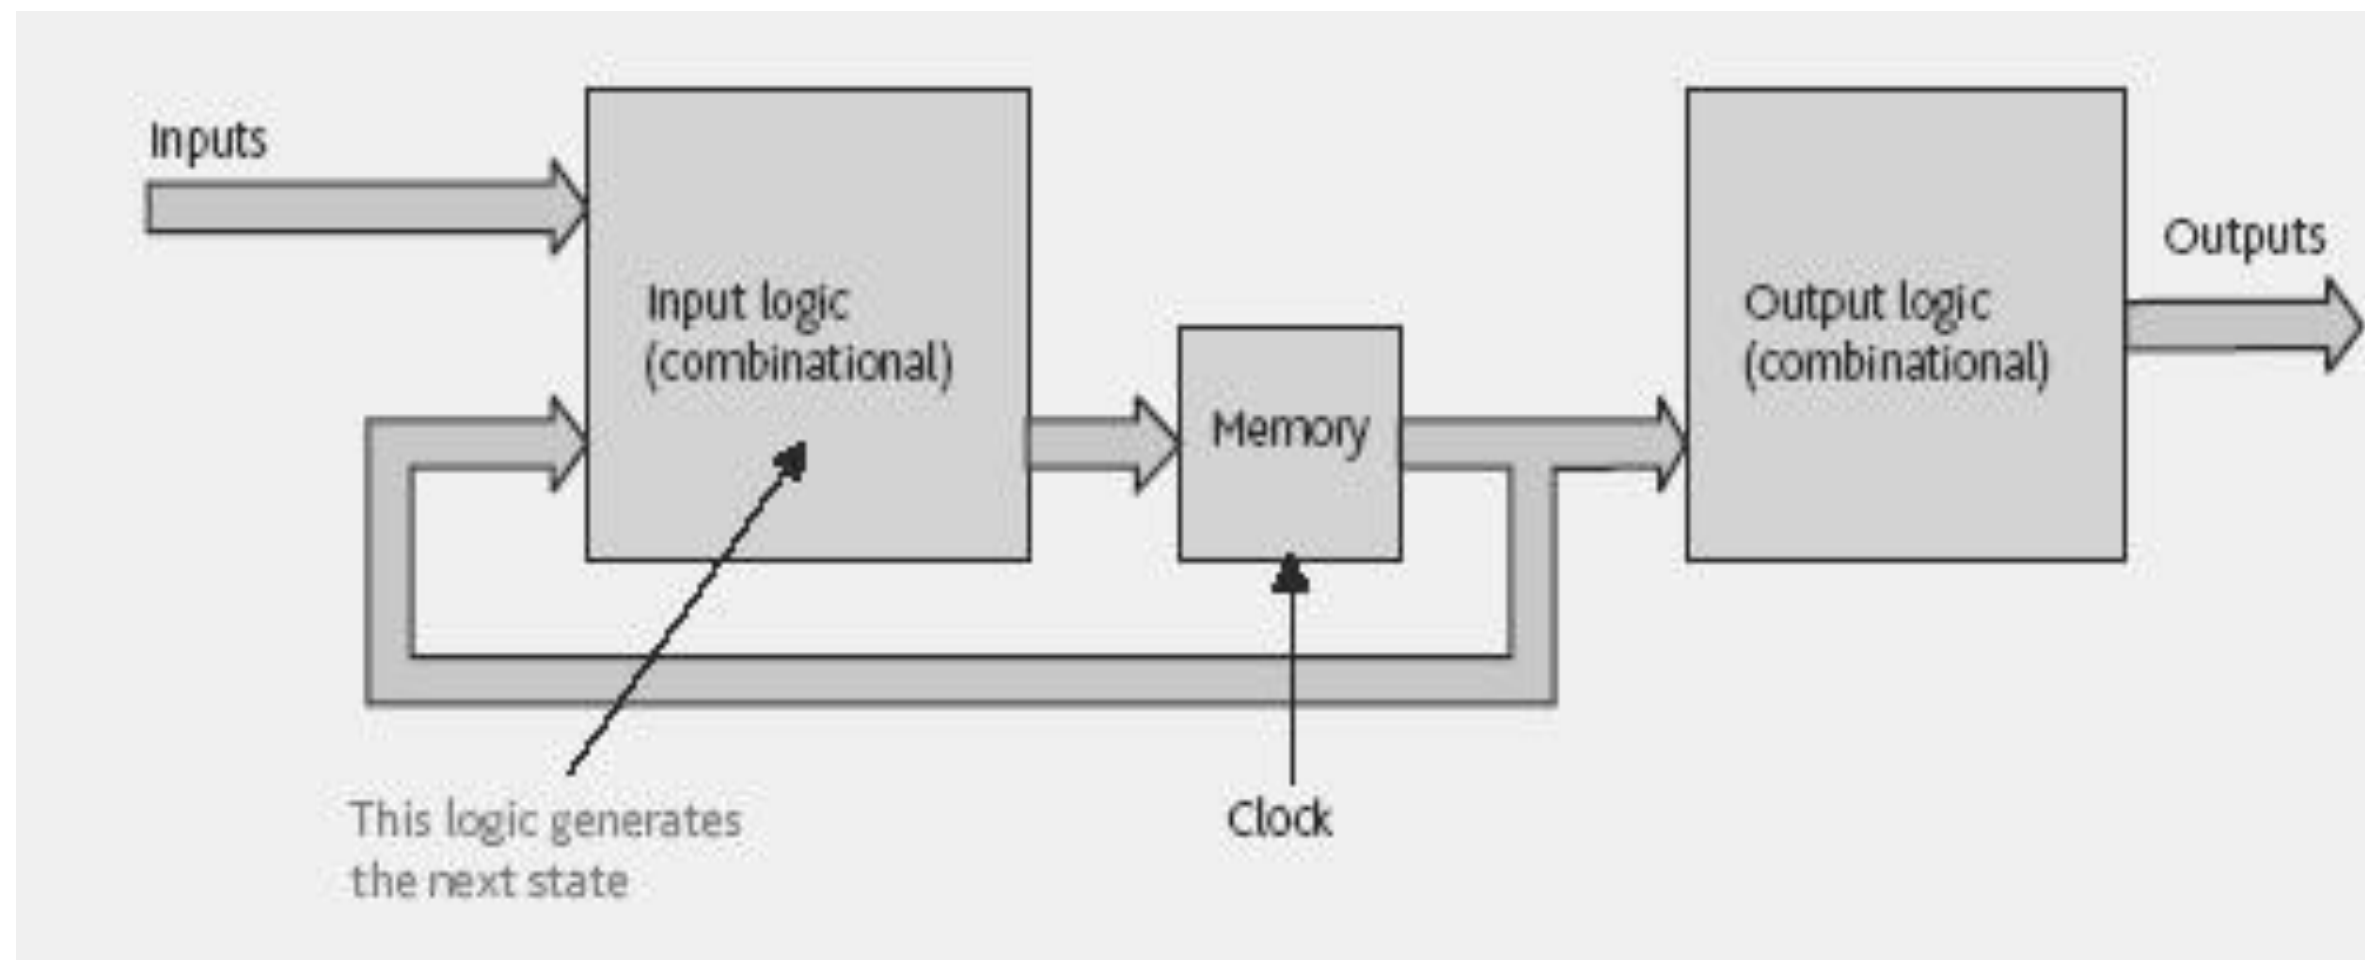 Inputs
Input logic
(combinational)
Memory
Output logic
(combinational)
Outputs
This logic generates
the next state
Clock